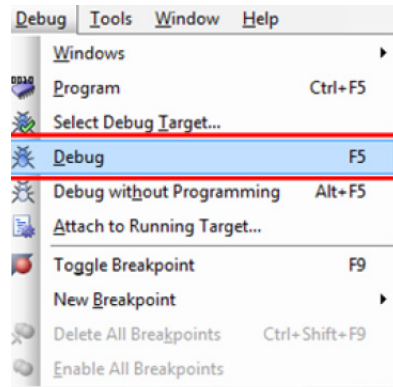 Debug Tools Window Help
Windows
Program Ctrl+F5
Select Debug Target...
Debug F5
Debug without Programming Alt+F5
Attach to Running Target...
Toggle Breakpoint F9
New Breakpoint
Delete All Breakpoints Ctrl+Shift+F9
Enable All Breakpoints